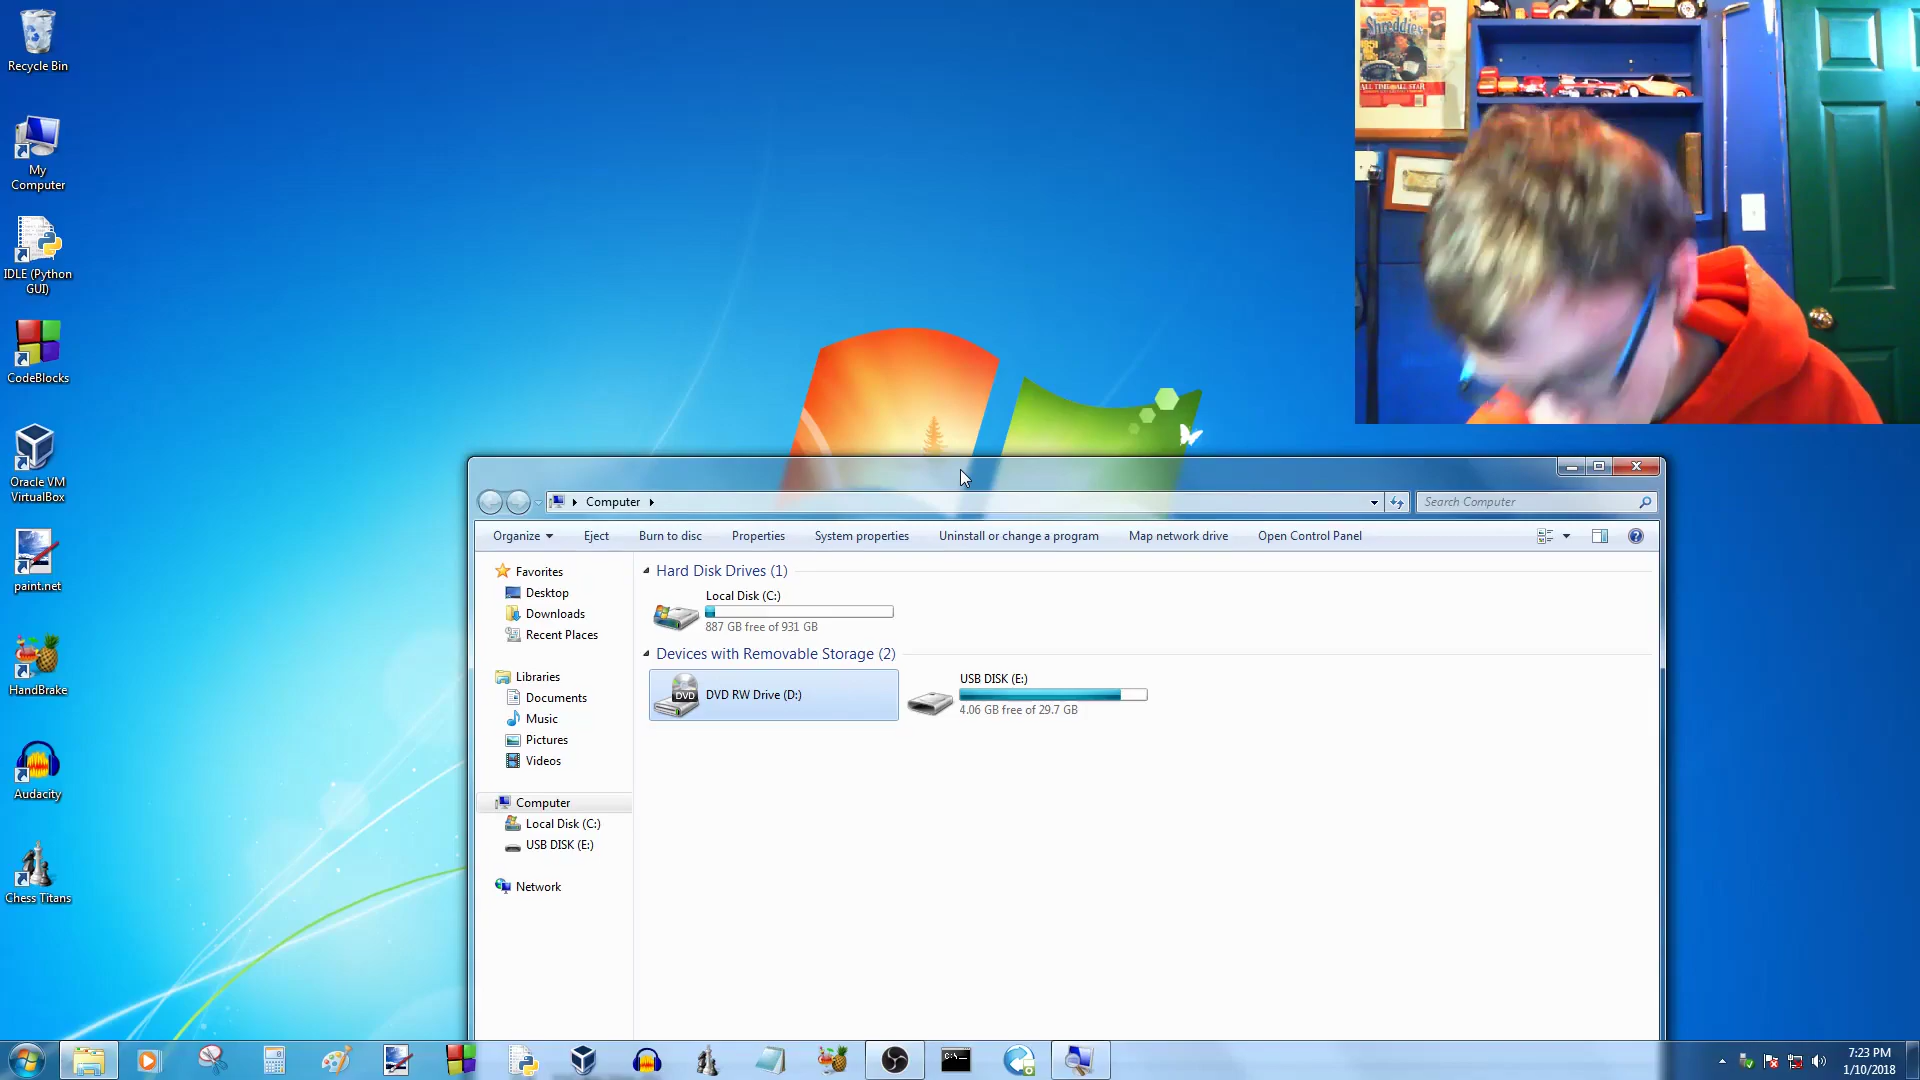 Recycle Bin
My
Computer
IDLE (Python
GUI)
CodeBlocks
Oracle VM
VirtualBox
paint.net
HandBrake
Audacity
Chess Titans
Shreddies
ALL TIME ALL STAR
Computer
Search Computer
Organize
Eject
Burn to disc
Properties
System properties
Uninstall or change a program
Map network drive
Open Control Panel
Favorites
Desktop
Downloads
Recent Places
Libraries
Documents
Music
Pictures
Videos
Computer
Local Disk (C:)
USB DISK (E:)
Network
Hard Disk Drives (1)
Local Disk (C:)
887 GB free of 931 GB
Devices with Removable Storage (2)
DVD
DVD RW Drive (D:)
USB DISK (E:)
4.06 GB free of 29.7 GB
C:\_
7:23 PM
1/10/2018